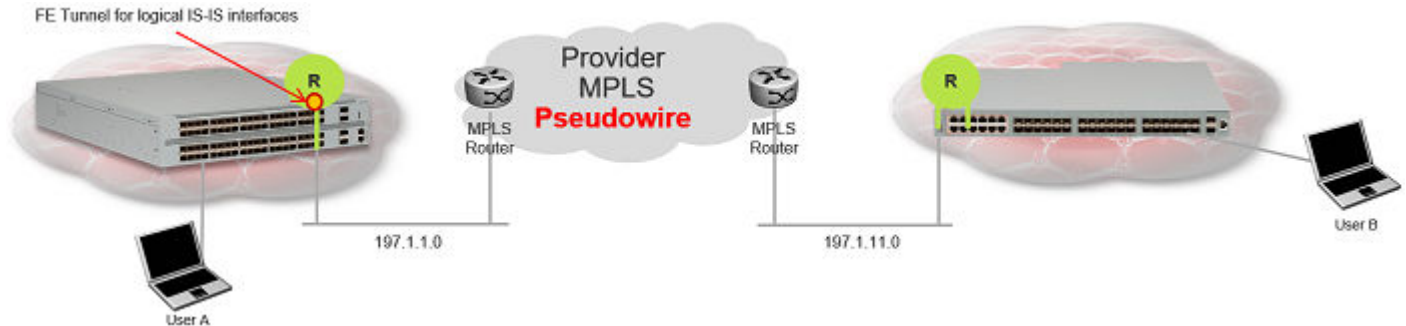 FE Tunnel for logical IS-IS interfaces
R
Provider
MPLS
Pseudowire
R
MPLS
Router
MPLS
Router
197.1.1.0
197.1.11.0
User A
User B